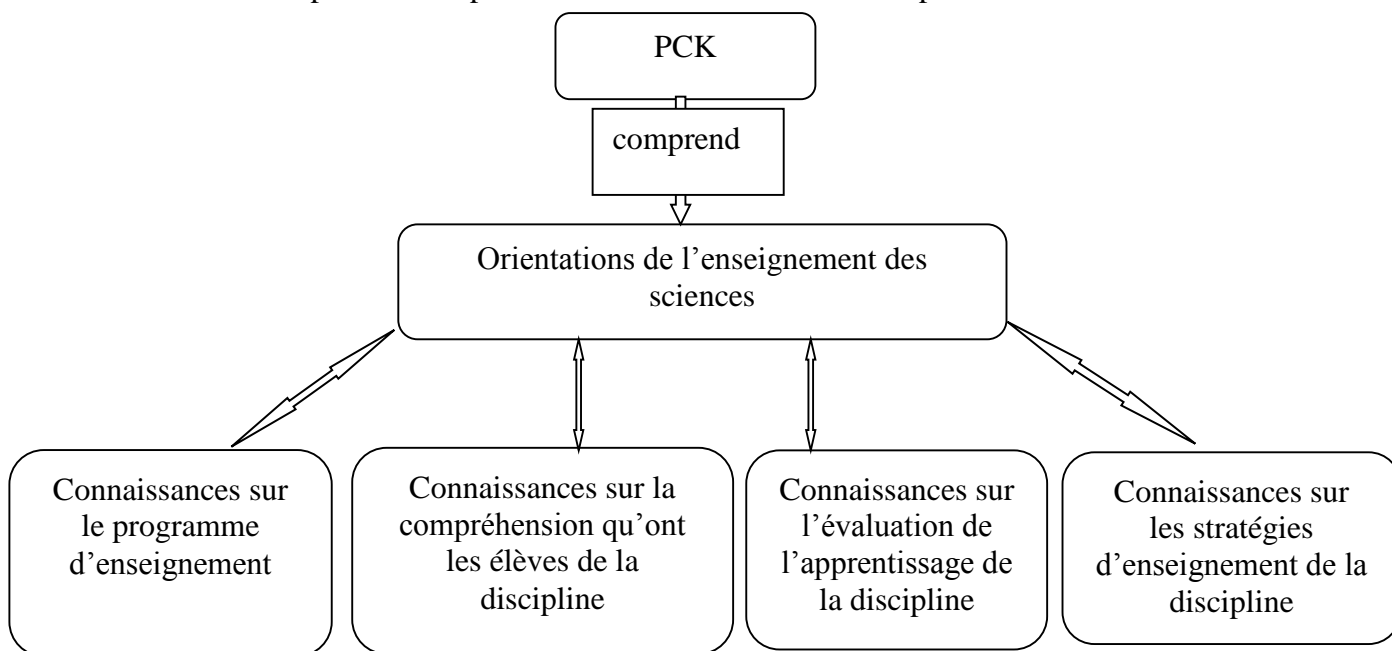 PCK
comprend
Orientations de l’enseignement des
sciences
Connaissances sur
le programme
d’enseignement
Connaissances sur la
compréhension qu’ont
les élèves de la
discipline
Connaissances sur
l’évaluation de
l’apprentissage de
la discipline
Connaissances sur
les stratégies
d’enseignement de la
discipline